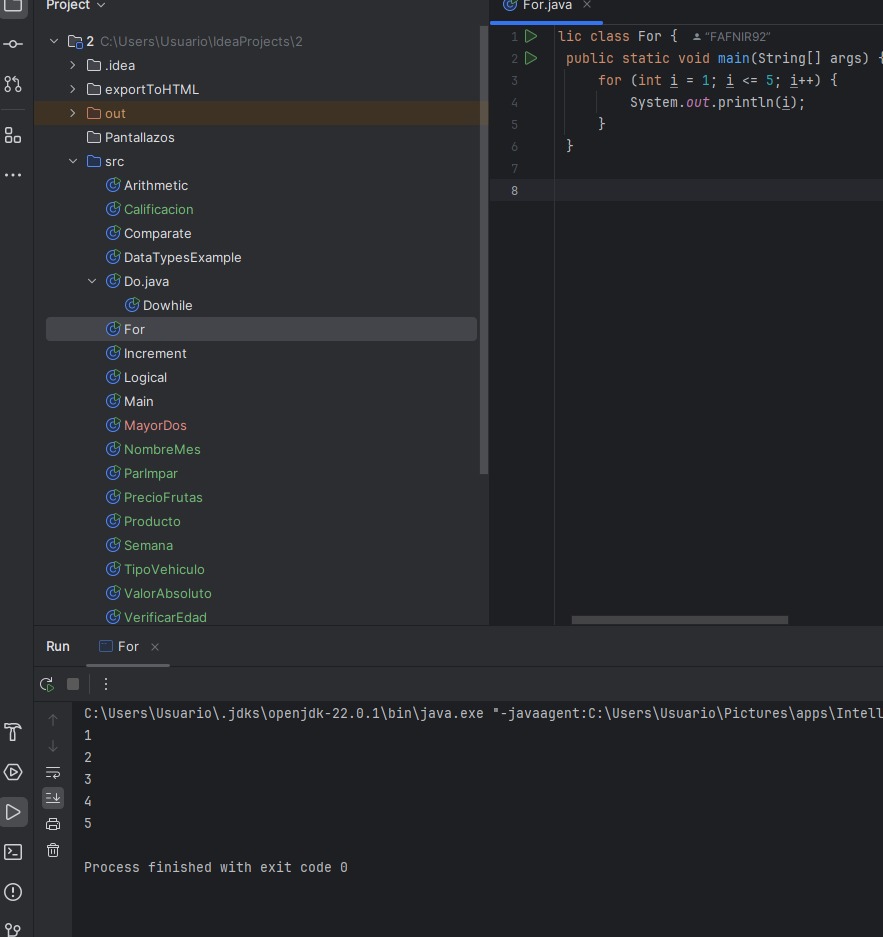 Project
For.java
2 C:\Users\Usuario\IdeaProjects\2
.idea
exportToHTML
out
Pantallazos
src
Arithmetic
Calificacion
Comparate
DataTypesExample
Do.java
Dowhile
For
Increment
Logical
Main
MayorDos
NombreMes
ParImpar
PrecioFrutas
Producto
Semana
TipoVehiculo
ValorAbsoluto
VerificarEdad
1 lic class For { "FAFNIR92"
2 public static void main(String[] args) {
3 for (int i = 1; i <= 5; i++) {
4 System.out.println(i);
5 }
6 }
7
8
Run For
C:\Users\Usuario\.jdks\openjdk-22.0.1\bin\java.exe "-javaagent:C:\Users\Usuario\Pictures\apps\Intell
1
2
3
4
5
Process finished with exit code 0